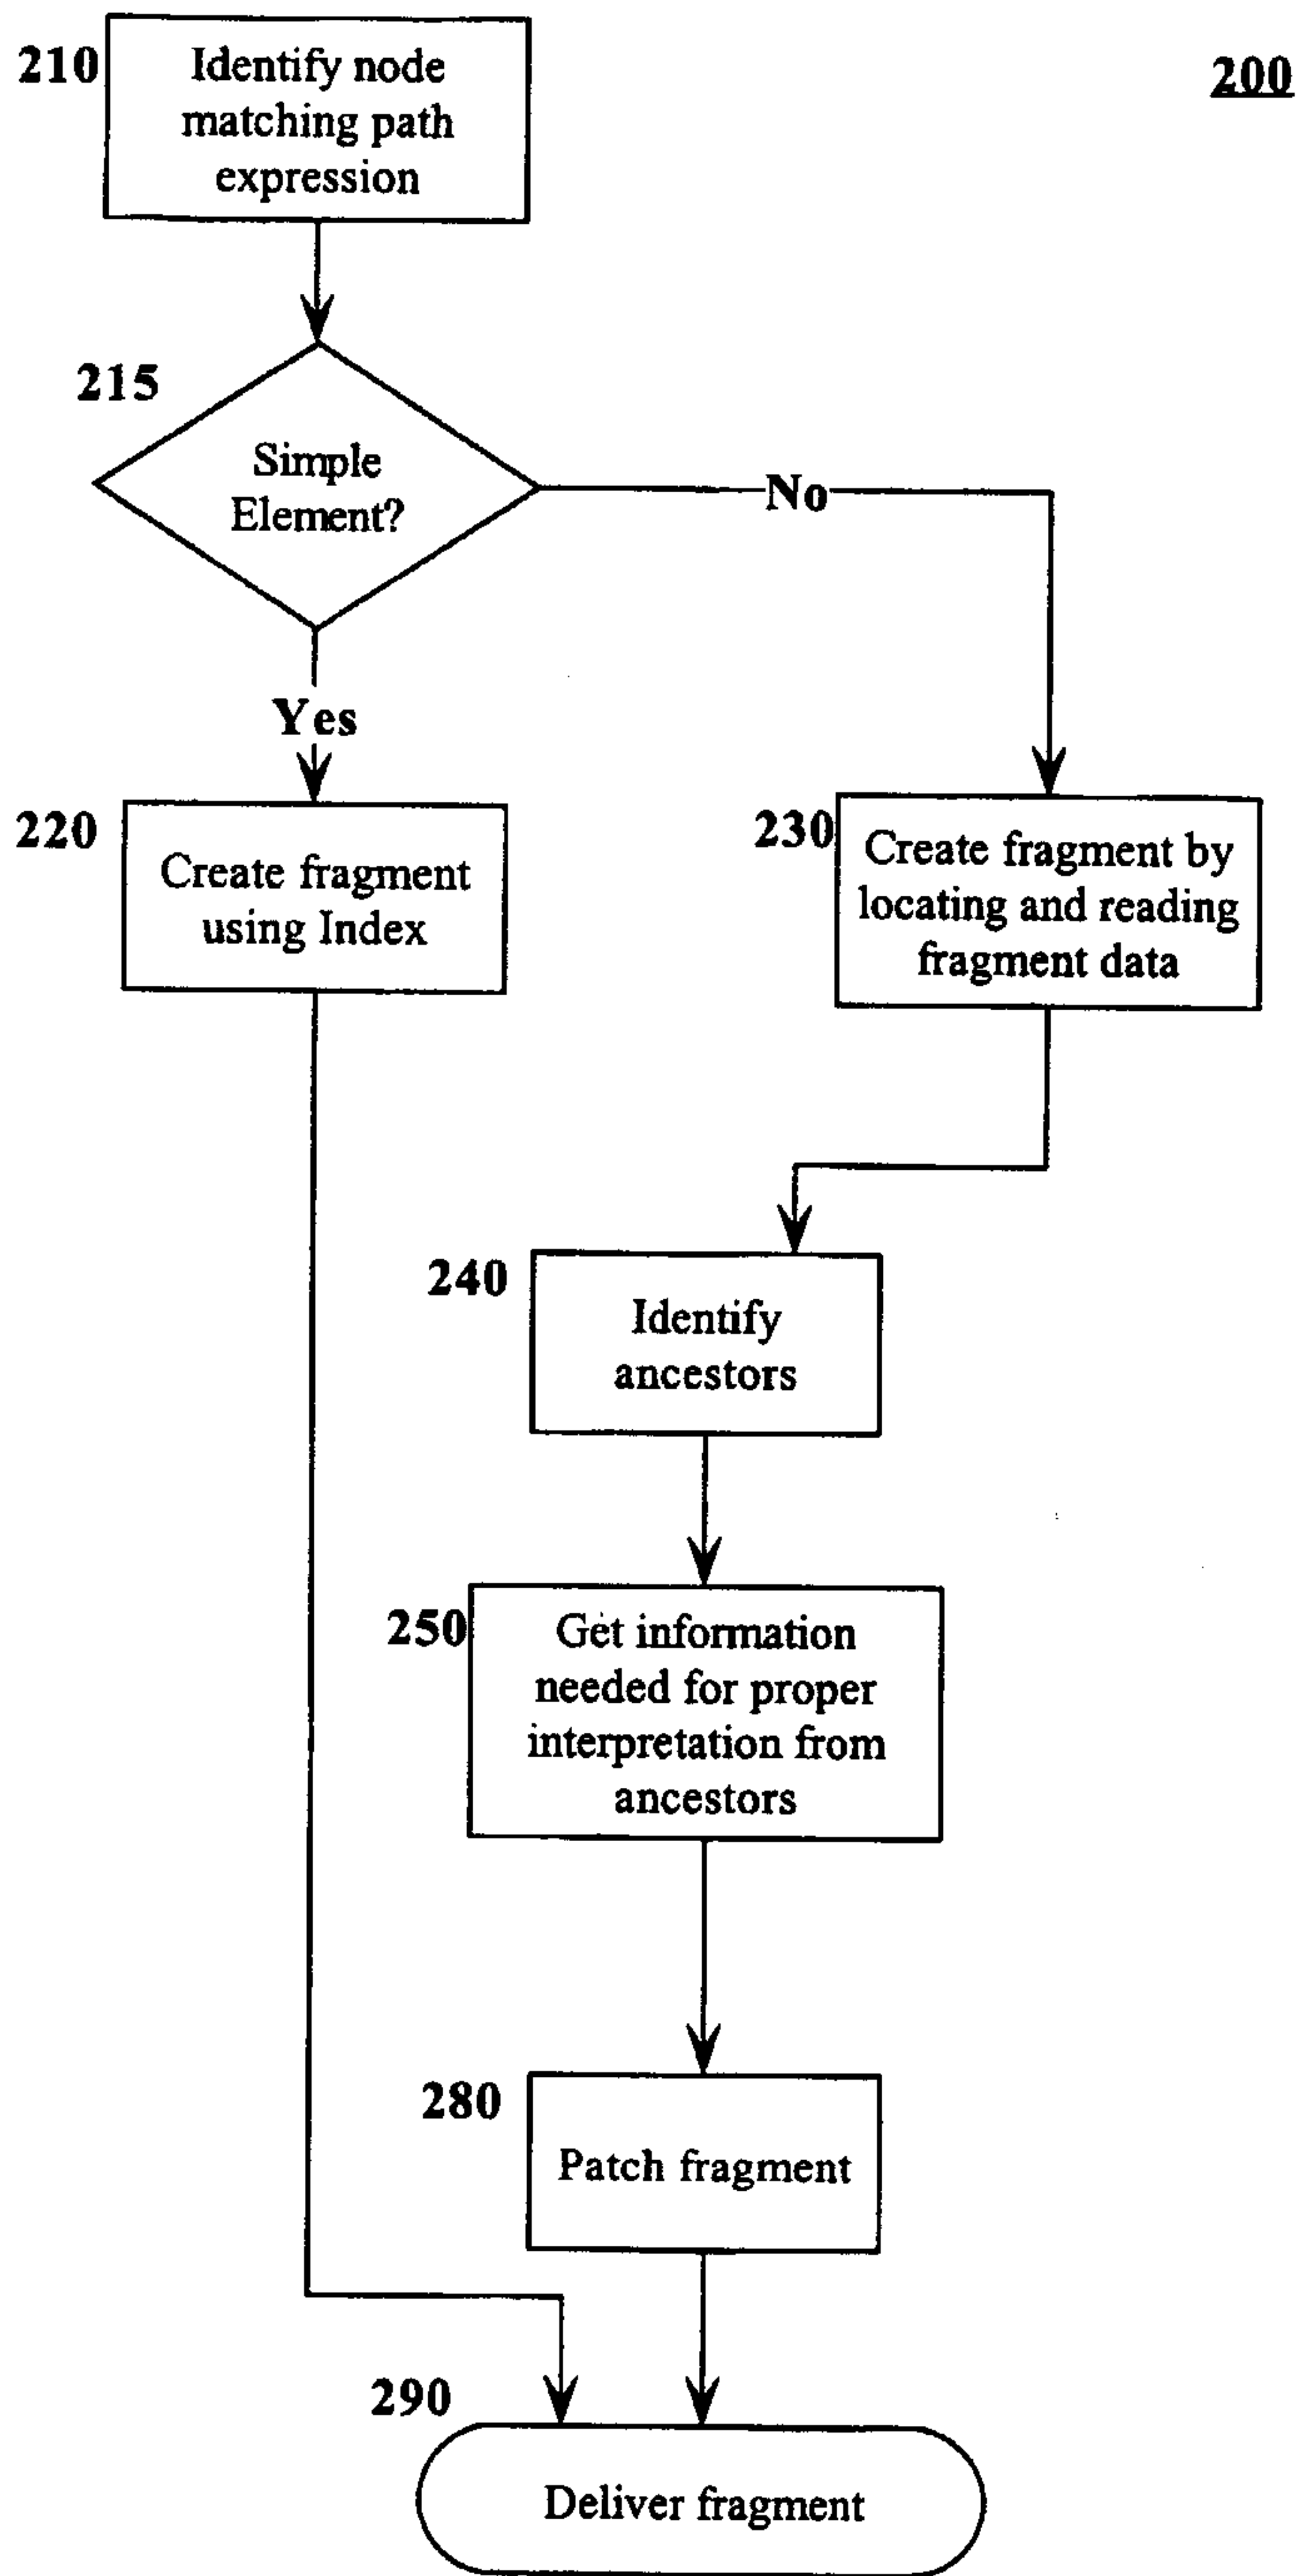 200
210
Identify node
matching path
expression
215
Simple
Element?
No
Yes
220
Create fragment
using Index
230
Create fragment by
locating and reading
fragment data
240
Identify
ancestors
250
Get information
needed for proper
interpretation from
ancestors
280
Patch fragment
290
Deliver fragment